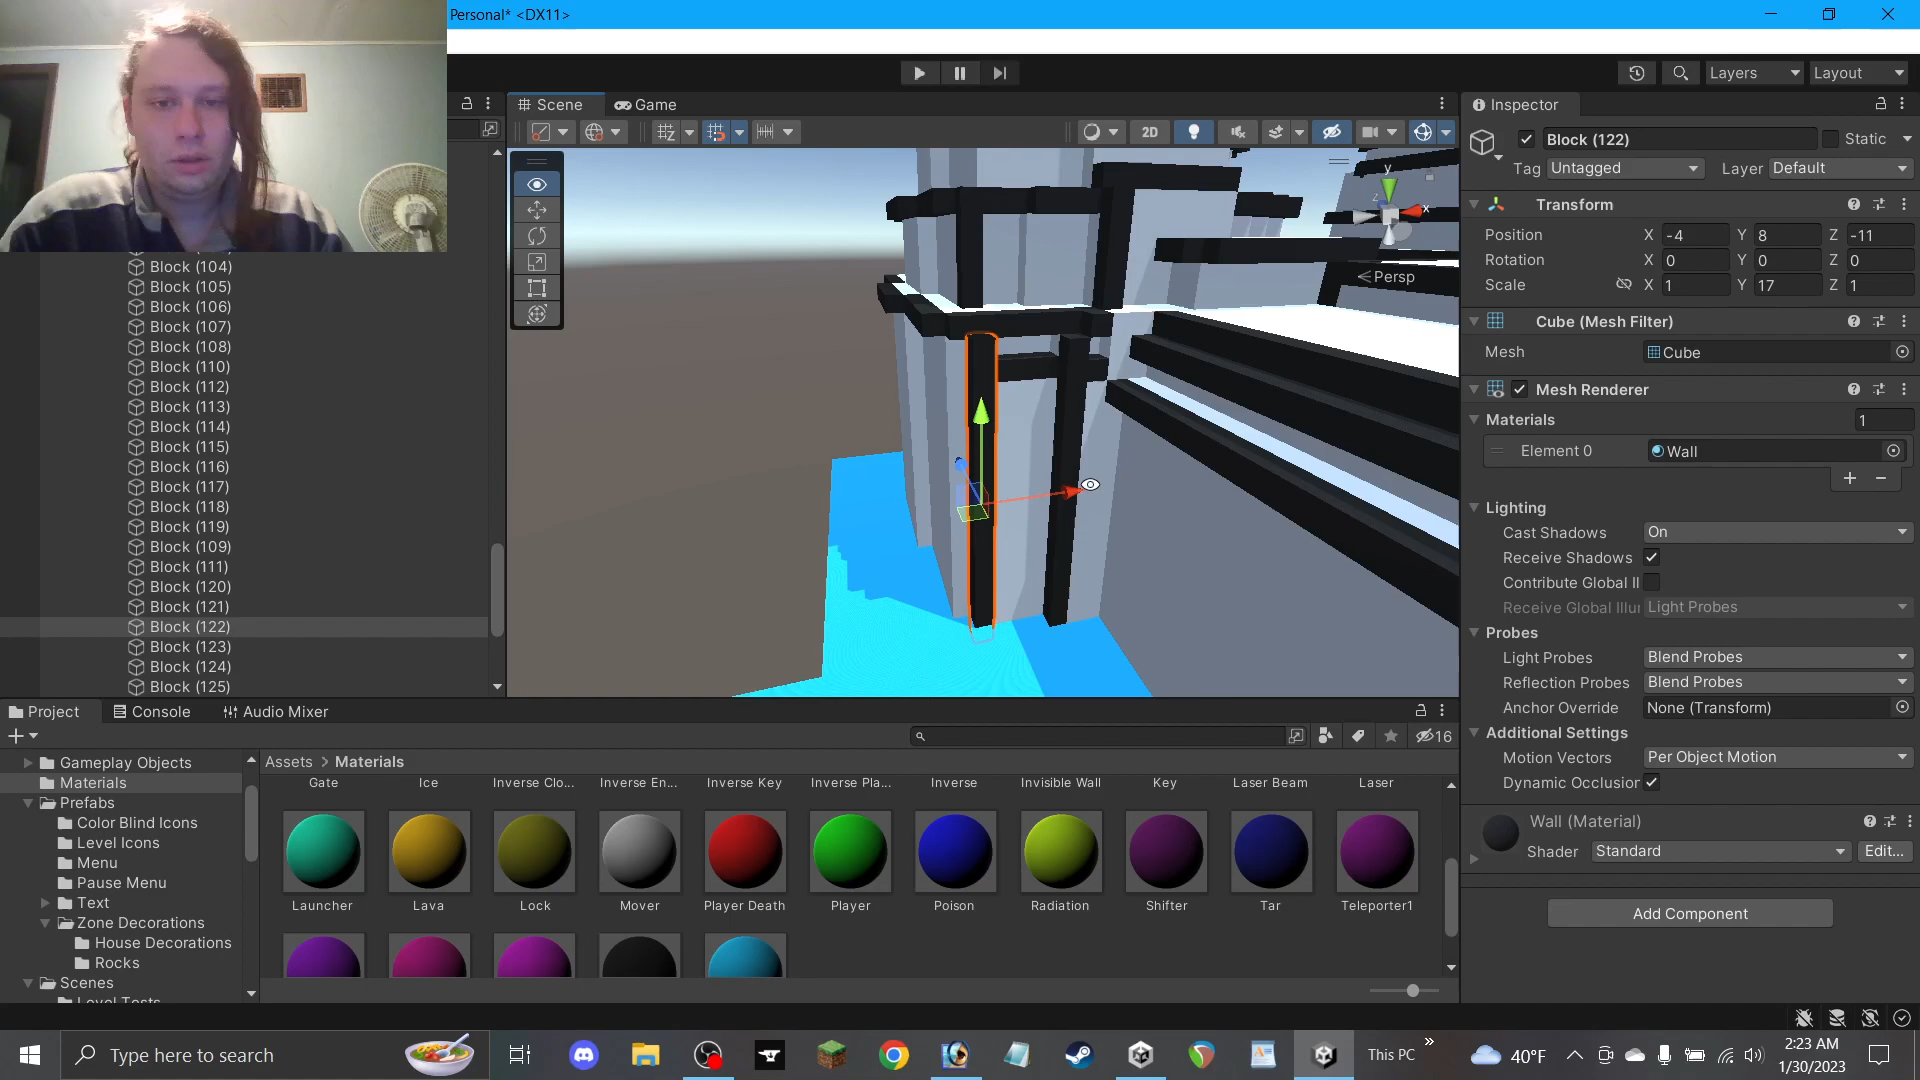 Personal* <DX11>
Layers
Layout
Scene
Game
2D
Persp
y
x
z
Block (104)
Block (105)
Block (106)
Block (107)
Block (108)
Block (110)
Block (112)
Block (113)
Block (114)
Block (115)
Block (116)
Block (117)
Block (118)
Block (119)
Block (109)
Block (111)
Block (120)
Block (121)
Block (122)
Block (123)
Block (124)
Block (125)
Inspector
Block (122)
Static
Tag Untagged Layer Default
Transform
Position X -4 Y 8 Z -11
Rotation X 0 Y 0 Z 0
Scale X 1 Y 17 Z 1
Cube (Mesh Filter)
Mesh Cube
Mesh Renderer
Materials 1
Element 0 Wall
Lighting
Cast Shadows On
Receive Shadows
Contribute Global Il
Receive Global Illur Light Probes
Probes
Light Probes Blend Probes
Reflection Probes Blend Probes
Anchor Override None (Transform)
Additional Settings
Motion Vectors Per Object Motion
Dynamic Occlusion
Wall (Material)
Shader Standard Edit...
Add Component
Project
Console
Audio Mixer
16
Gameplay Objects
Materials
Prefabs
Color Blind Icons
Level Icons
Menu
Pause Menu
Text
Zone Decorations
House Decorations
Rocks
Scenes
Level Tests
Assets > Materials
Gate Ice Inverse Clo... Inverse En... Inverse Key Inverse Pla... Inverse Invisible Wall Key Laser Beam Laser
Launcher Lava Lock Mover Player Death Player Poison Radiation Shifter Tar Teleporter1
Type here to search
This PC
»
40°F
2:23 AM
1/30/2023